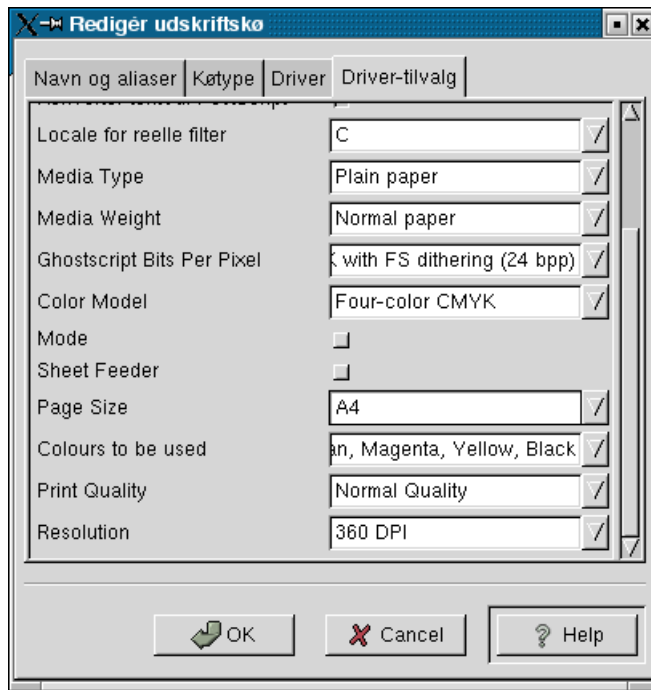 Redigér udskriftskø
Navn og aliaser Køtype Driver Driver-tilvalg
Locale for reelle filter C
Media Type Plain paper
Media Weight Normal paper
Ghostscript Bits Per Pixel with FS dithering (24 bpp)
Color Model Four-color CMYK
Mode
Sheet Feeder
Page Size A4
Colours to be used an, Magenta, Yellow, Black
Print Quality Normal Quality
Resolution 360 DPI
OK Cancel Help